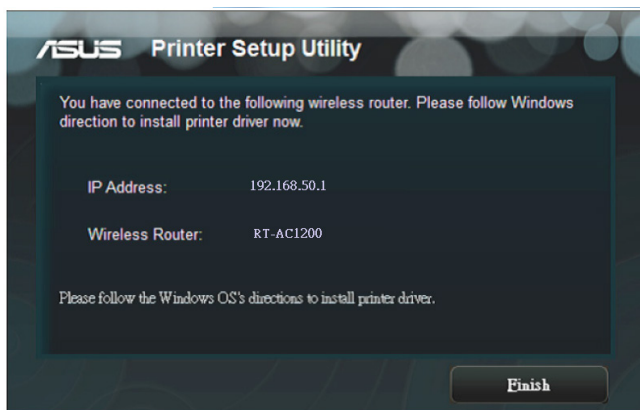 ASUS Printer Setup Utility
You have connected to the following wireless router. Please follow Windows
direction to install printer driver now.
IP Address: 192.168.50.1
Wireless Router: RT-AC1200
Please follow the Windows OS's directions to install printer driver.
Finish